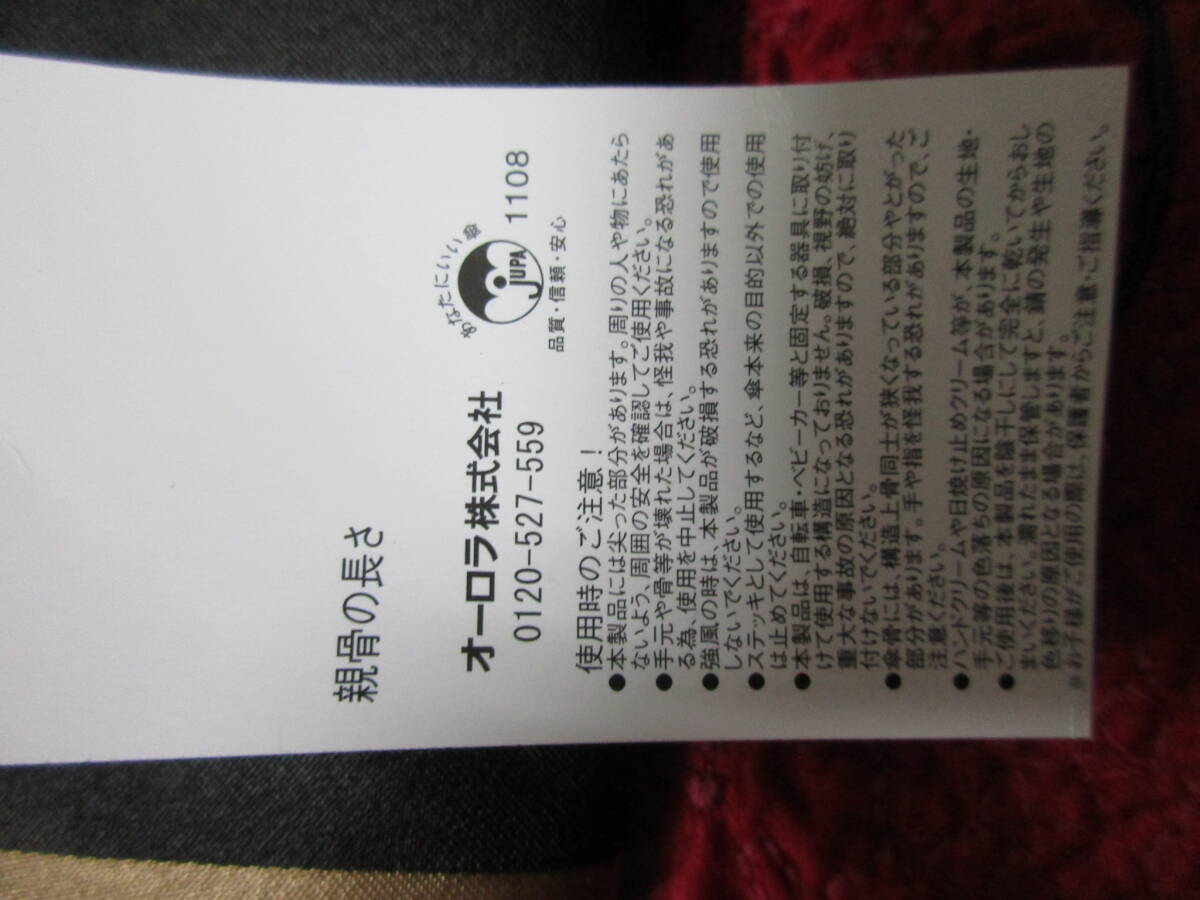 親骨の長さ
オーロラ株式会社
0120-527-559
あなたにいい傘
JUPA
1108
品質・信頼・安心
使用時のご注意！
●本製品には尖った部分があります。周りの人や物にあたら
ないよう、周囲の安全を確認してご使用ください。
●手元や骨等が壊れた場合は、怪我や事故になる恐れがあ
る為、使用を中止してください。
●強風の時は、本製品が破損する恐れがありますので使用
しないでください。
●ステッキとして使用するなど、傘本来の目的以外での使用
は止めてください。
●本製品は、自転車・ベビーカー等と固定する器具に取り付
けて使用する構造になっておりません。破損、視野の妨げ、
重大な事故の原因となる恐れがありますので、絶対に取り
付けないでください。
●傘骨には、構造上骨同士が狭くなっている部分やとがった
部分があります。手や指を怪我する恐れがありますので、ご
注意ください。
●ハンドクリームや日焼け止めクリーム等が、本製品の生地・
手元等の色落ちの原因になる場合があります。
●ご使用後は、本製品を陰干しにして完全に乾いてからおし
まいください。濡れたまま保管しますと、錆の発生や生地の
色移りの原因となる場合があります。
※お子様がご使用の際は、保護者からご注意・ご指導ください。